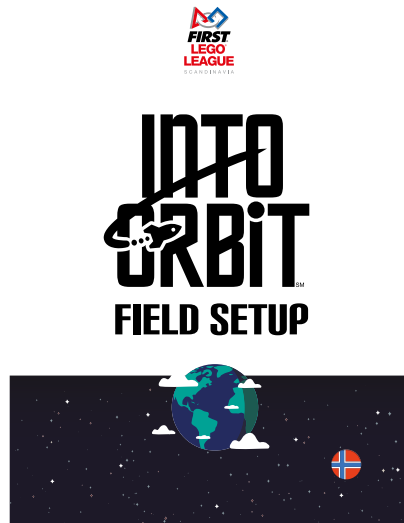 FIRST
LEGO
LEAGUE
SCANDINAVIA
INTO
ORBiT
SM
FIELD SETUP